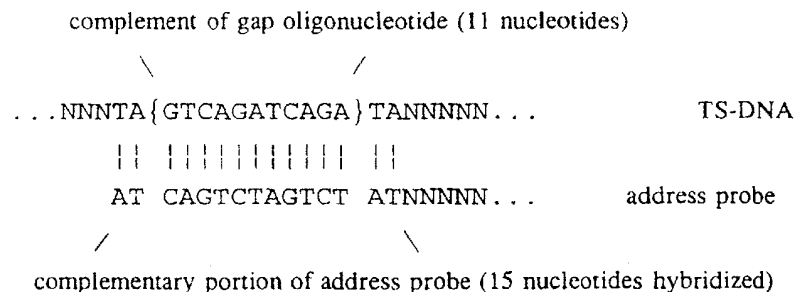 complement of gap oligonucleotide (11 nucleotides)
...NNNTA{GTCAGATCAGA}TANNNNN... TS-DNA
AT CAGTCTAGTCT ATNNNNN... address probe
complementary portion of address probe (15 nucleotides hybridized)